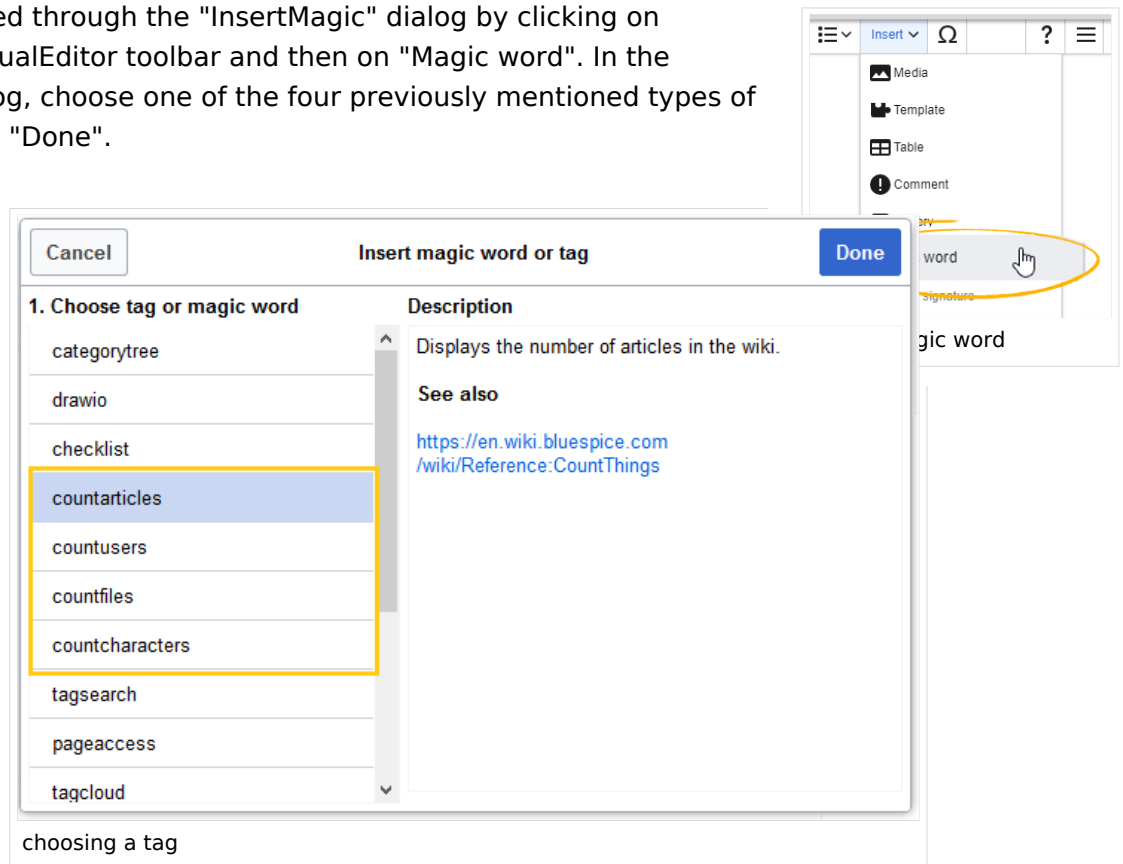 ed through the "InsertMagic" dialog by clicking on
ualEditor toolbar and then on "Magic word". In the
og, choose one of the four previously mentioned types of
"Done".
Insert Ω ?
Media
Template
Table
Comment
word
signature
gic word
Cancel Insert magic word or tag Done
1. Choose tag or magic word
categorytree
drawio
checklist
countarticles
countusers
countfiles
countcharacters
tagsearch
pageaccess
tagcloud
Description
Displays the number of articles in the wiki.
See also
https://en.wiki.bluespice.com
/wiki/Reference:CountThings
choosing a tag